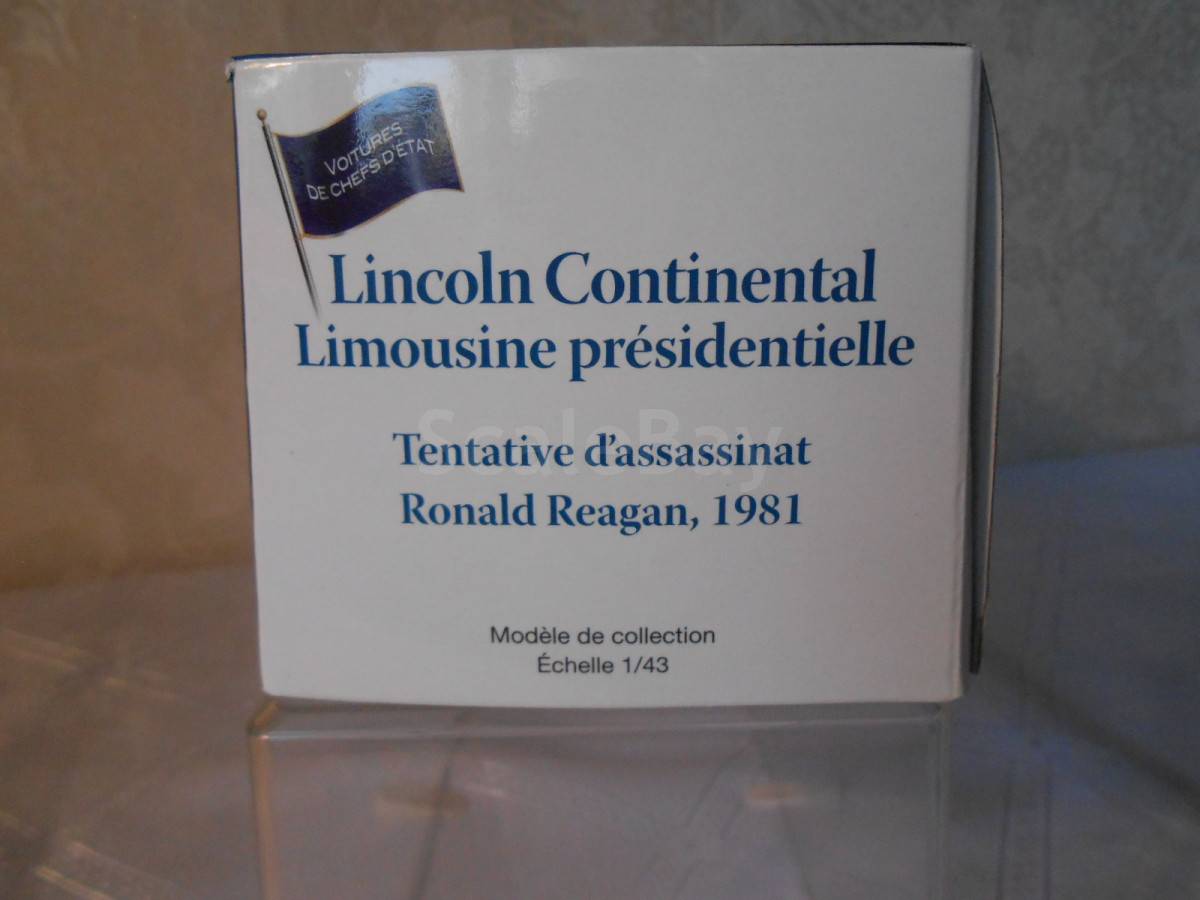 VOITURES
DE CHEFS D'ÉTAT
Lincoln Continental
Limousine présidentielle
ScaleBay
Tentative d'assassinat
Ronald Reagan, 1981
Modèle de collection
Échelle 1/43